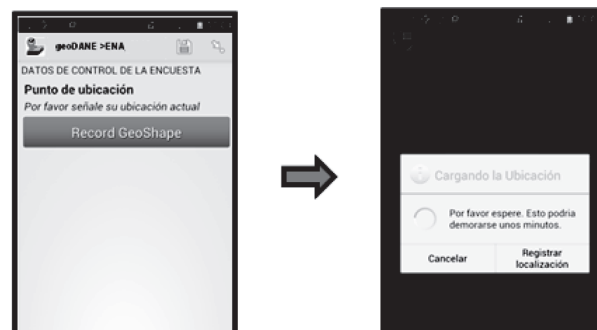 geoDANE >ENA
DATOS DE CONTROL DE LA ENCUESTA
Punto de ubicación
Por favor señale su ubicación actual
Record GeoShape
Cargando la Ubicación
Por favor espere. Esto podria
demorarse unos minutos.
Cancelar
Registrar
localización